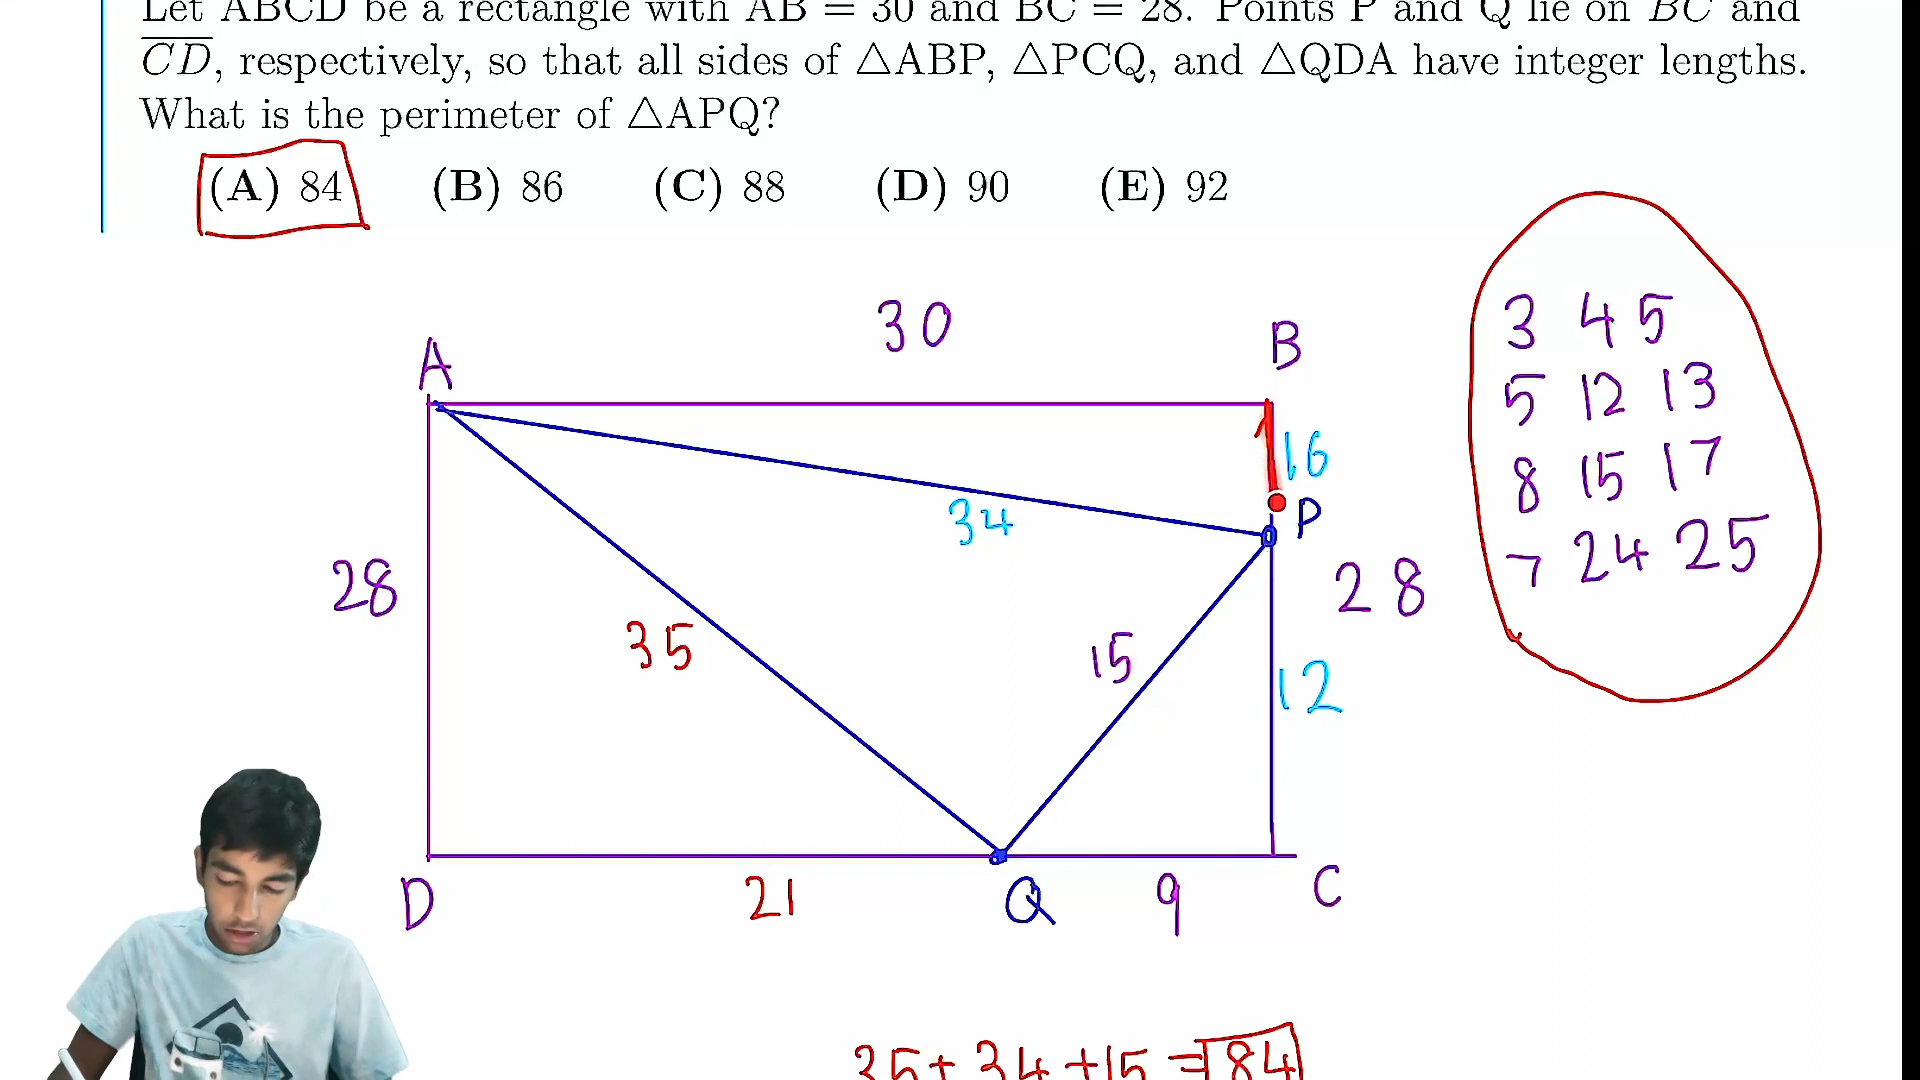 Let ABCD be a rectangle with AB = 30 and BC = 28. Points P and Q lie on BC and
CD, respectively, so that all sides of △ABP, △PCQ, and △QDA have integer lengths.
What is the perimeter of △APQ?
(A) 84 (B) 86 (C) 88 (D) 90 (E) 92
30
A
B
16
P
34
28
28
35
15
12
D
21
Q
9
C
3 4 5
5 12 13
8 15 17
7 24 25
35 + 34 + 15 = 84